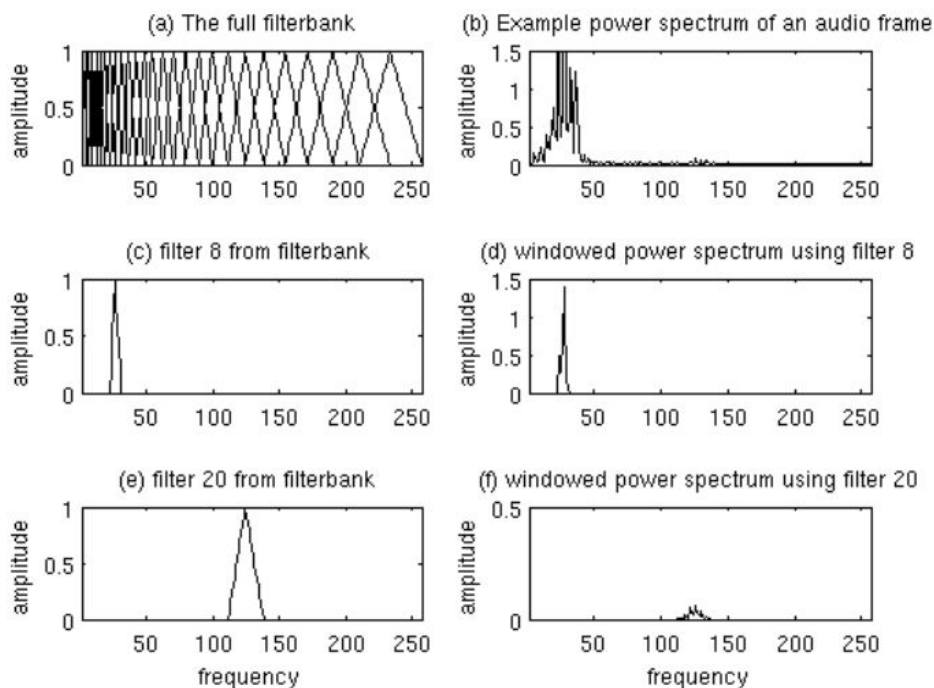 (a) The full filterbank
amplitude
1
0.5
0
50 100 150 200 250
(b) Example power spectrum of an audio frame
amplitude
1.5
1
0.5
0
50 100 150 200 250
(c) filter 8 from filterbank
amplitude
1
0.5
0
50 100 150 200 250
(d) windowed power spectrum using filter 8
amplitude
1.5
1
0.5
0
50 100 150 200 250
(e) filter 20 from filterbank
amplitude
1
0.5
0
50 100 150 200 250
frequency
(f) windowed power spectrum using filter 20
amplitude
0.5
0
50 100 150 200 250
frequency